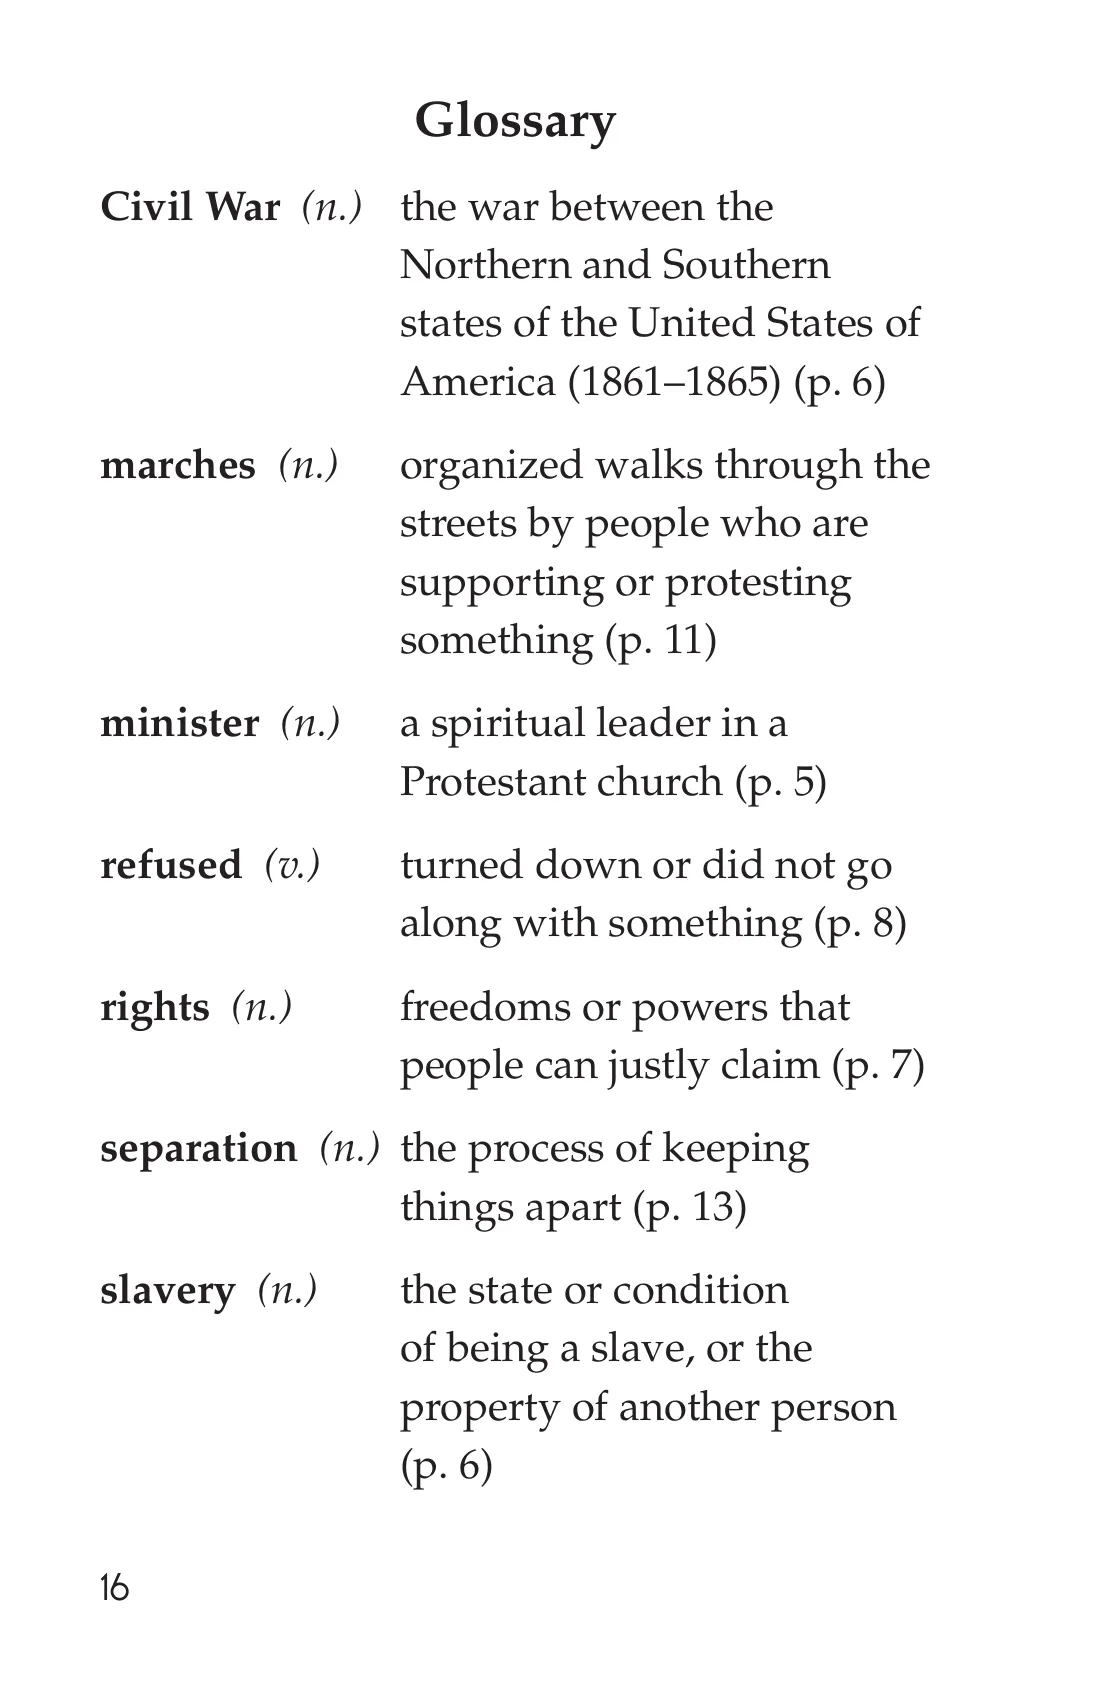 Glossary
Civil War (n.) the war between the
Northern and Southern
states of the United States of
America (1861–1865) (p. 6)
marches (n.) organized walks through the
streets by people who are
supporting or protesting
something (p. 11)
minister (n.) a spiritual leader in a
Protestant church (p. 5)
refused (v.) turned down or did not go
along with something (p. 8)
rights (n.) freedoms or powers that
people can justly claim (p. 7)
separation (n.) the process of keeping
things apart (p. 13)
slavery (n.) the state or condition
of being a slave, or the
property of another person
(p. 6)
16